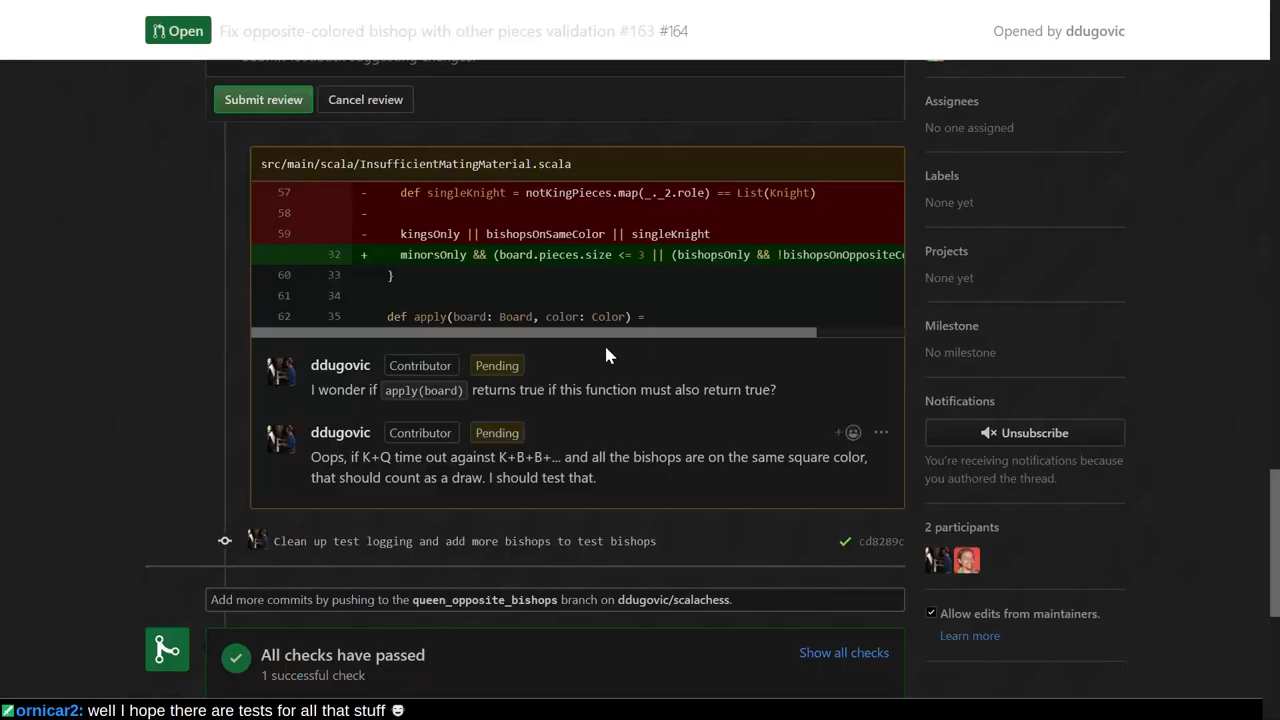 Open
Fix opposite-colored bishop with other pieces validation #163 #164
Opened by ddugovic
Submit feedback suggesting changes.
Submit review
Cancel review
src/main/scala/InsufficientMatingMaterial.scala
57 - def singleKnight = notKingPieces.map(_._2.role) == List(Knight)
58 -
59 - kingsOnly || bishopsOnSameColor || singleKnight
32 + minorsOnly && (board.pieces.size <= 3 || (bishopsOnly && !bishopsOnOppositeCo
60 33 }
61 34
62 35 def apply(board: Board, color: Color) =
ddugovic Contributor Pending
I wonder if apply(board) returns true if this function must also return true?
ddugovic Contributor Pending
Oops, if K+Q time out against K+B+B+... and all the bishops are on the same square color,
that should count as a draw. I should test that.
Clean up test logging and add more bishops to test bishops
cd8289c
Add more commits by pushing to the queen_opposite_bishops branch on ddugovic/scalachess.
All checks have passed
1 successful check
Show all checks
Assignees
No one assigned
Labels
None yet
Projects
None yet
Milestone
No milestone
Notifications
Unsubscribe
You're receiving notifications because
you authored the thread.
2 participants
Allow edits from maintainers.
Learn more
ornicar2: well I hope there are tests for all that stuff